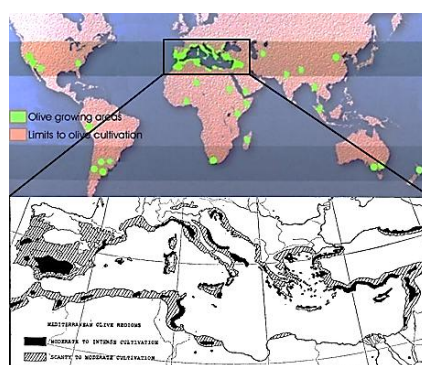 Olive growing areas
Limits to olive cultivation
MEDITERRANEAN OLIVE REGIONS
MODERATE TO INTENSE CULTIVATION
SCANTY TO MODERATE CULTIVATION